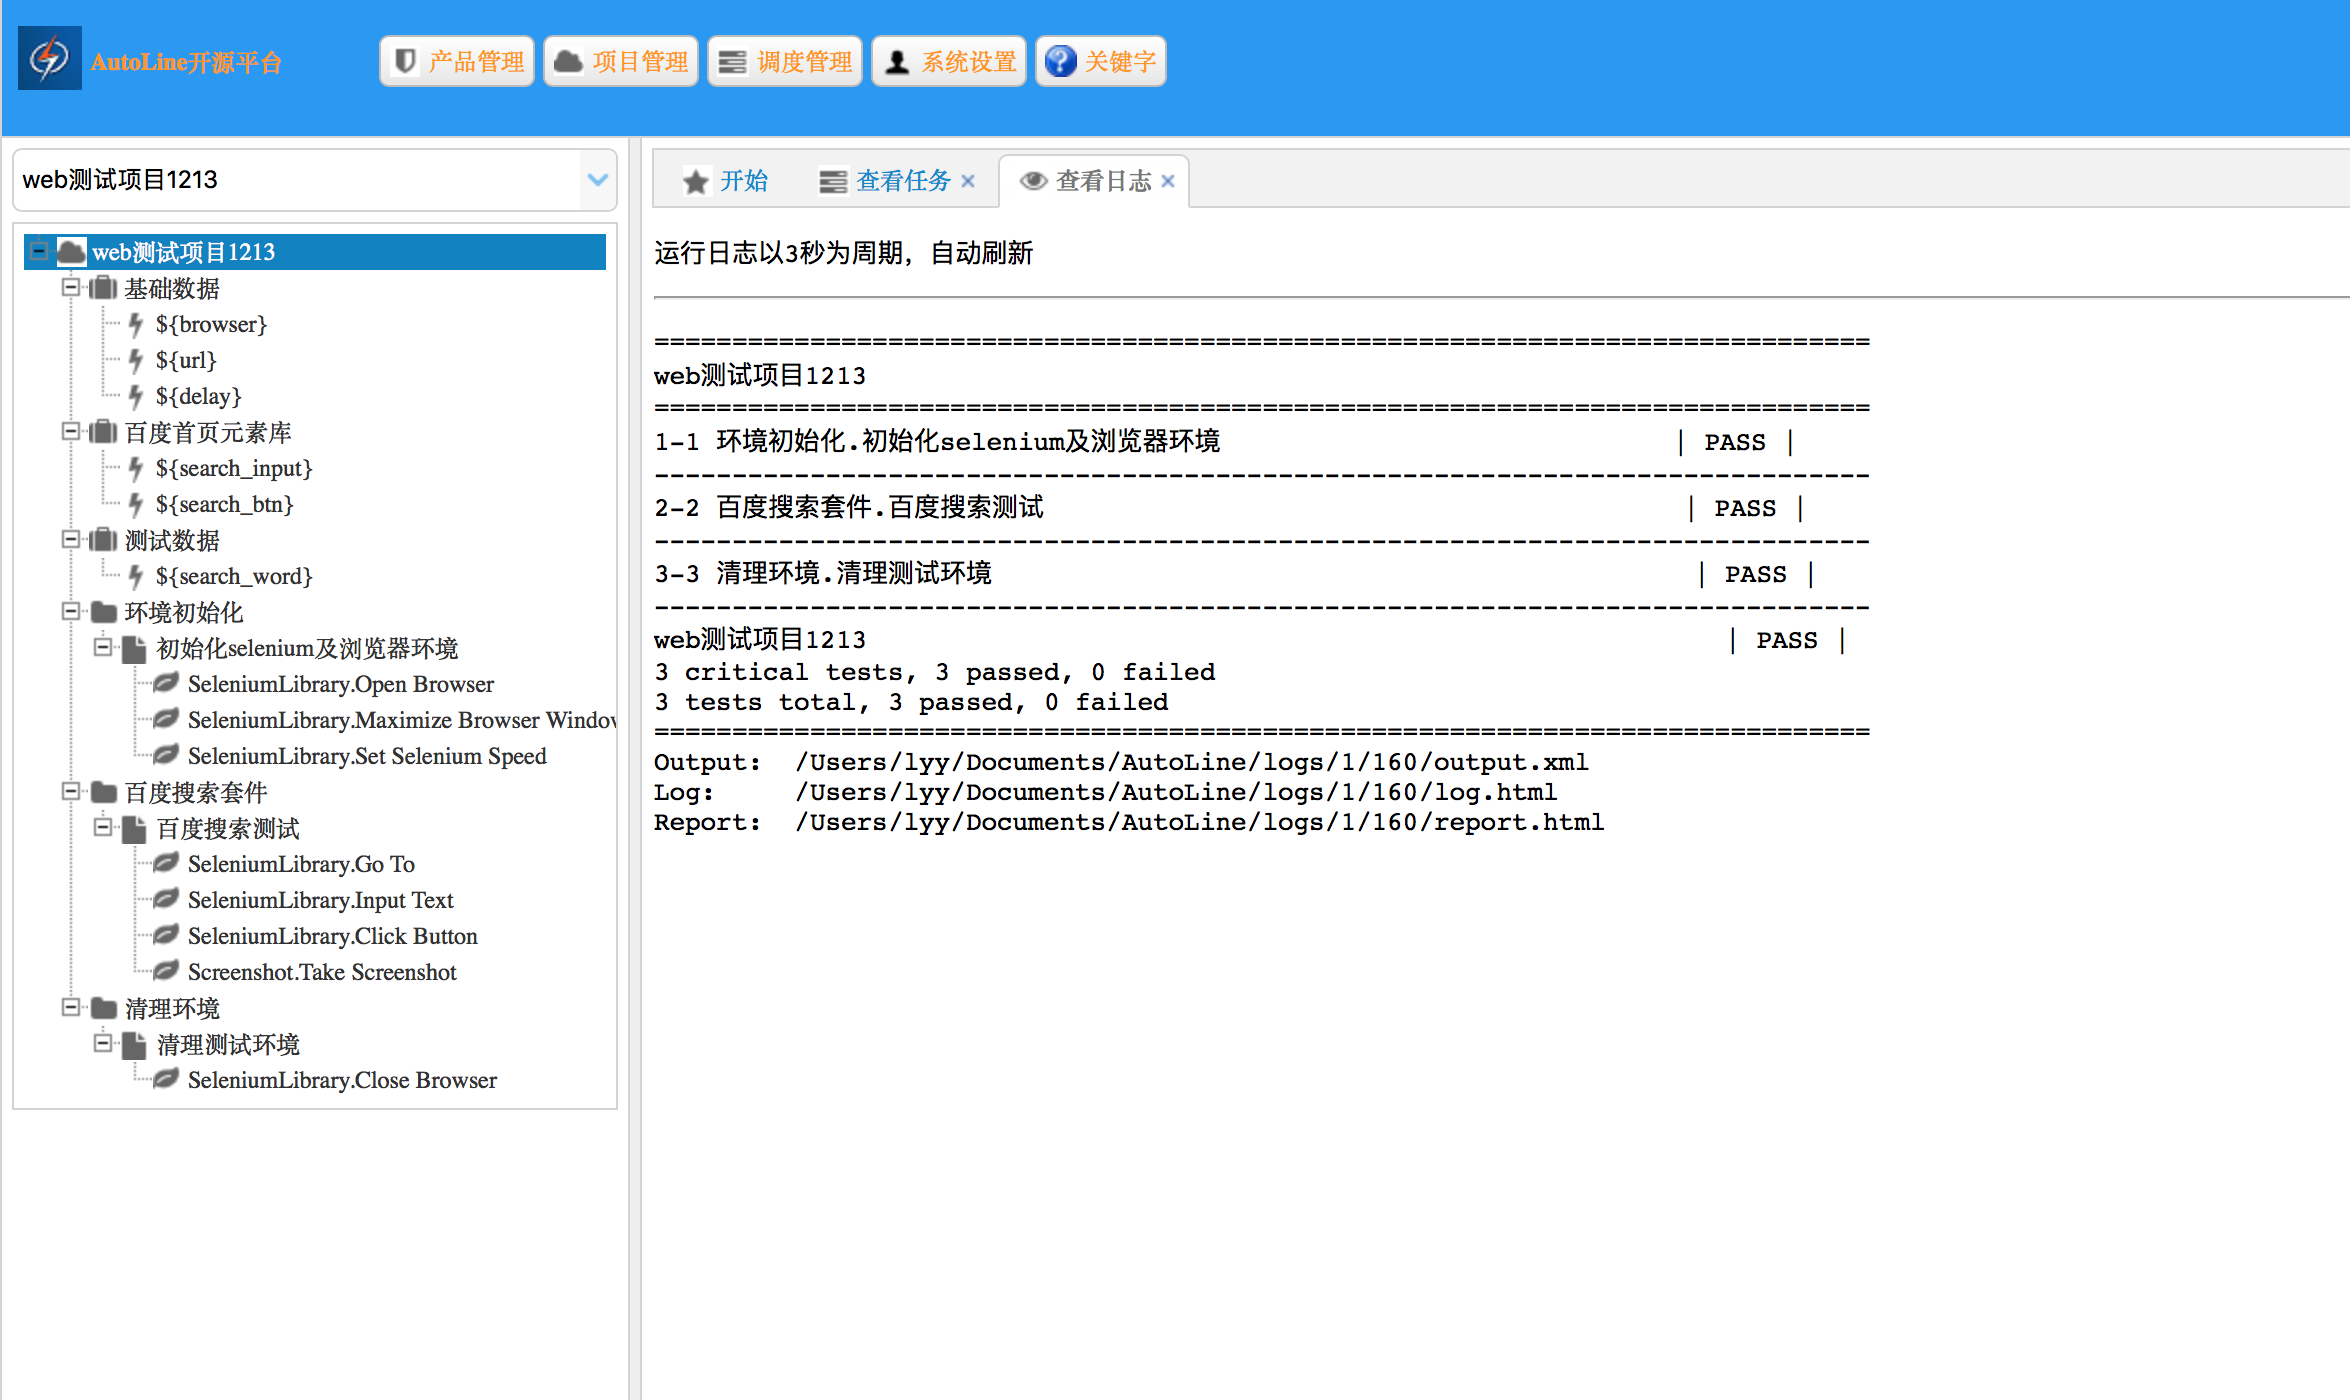 AutoLine开源平台
产品管理 项目管理 调度管理 系统设置 关键字
web测试项目1213
web测试项目1213
基础数据
${browser}
${url}
${delay}
百度首页元素库
${search_input}
${search_btn}
测试数据
${search_word}
环境初始化
初始化selenium及浏览器环境
SeleniumLibrary.Open Browser
SeleniumLibrary.Maximize Browser Window
SeleniumLibrary.Set Selenium Speed
百度搜索套件
百度搜索测试
SeleniumLibrary.Go To
SeleniumLibrary.Input Text
SeleniumLibrary.Click Button
Screenshot.Take Screenshot
清理环境
清理测试环境
SeleniumLibrary.Close Browser
开始 查看任务 × 查看日志 ×
运行日志以3秒为周期，自动刷新
==============================================================================
web测试项目1213
==============================================================================
1-1 环境初始化.初始化selenium及浏览器环境 | PASS |
------------------------------------------------------------------------------
2-2 百度搜索套件.百度搜索测试 | PASS |
------------------------------------------------------------------------------
3-3 清理环境.清理测试环境 | PASS |
------------------------------------------------------------------------------
web测试项目1213 | PASS |
3 critical tests, 3 passed, 0 failed
3 tests total, 3 passed, 0 failed
==============================================================================
Output: /Users/lyy/Documents/AutoLine/logs/1/160/output.xml
Log: /Users/lyy/Documents/AutoLine/logs/1/160/log.html
Report: /Users/lyy/Documents/AutoLine/logs/1/160/report.html